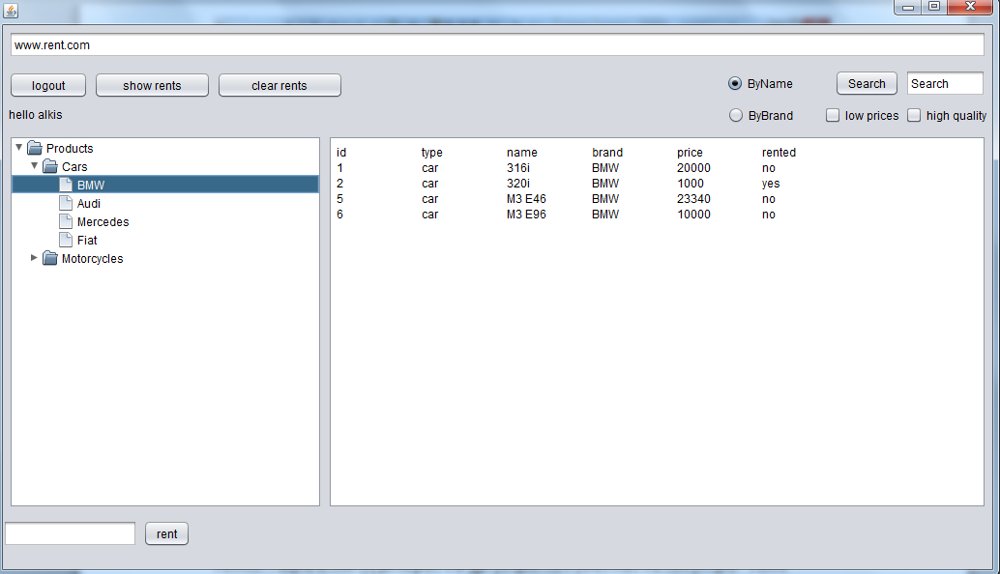 www.rent.com
logout show rents clear rents ByName Search Search
hello alkis ByBrand low prices high quality
Products
Cars
BMW
Audi
Mercedes
Fiat
Motorcycles
id type name brand price rented
1 car 316i BMW 20000 no
2 car 320i BMW 1000 yes
5 car M3 E46 BMW 23340 no
6 car M3 E96 BMW 10000 no
rent